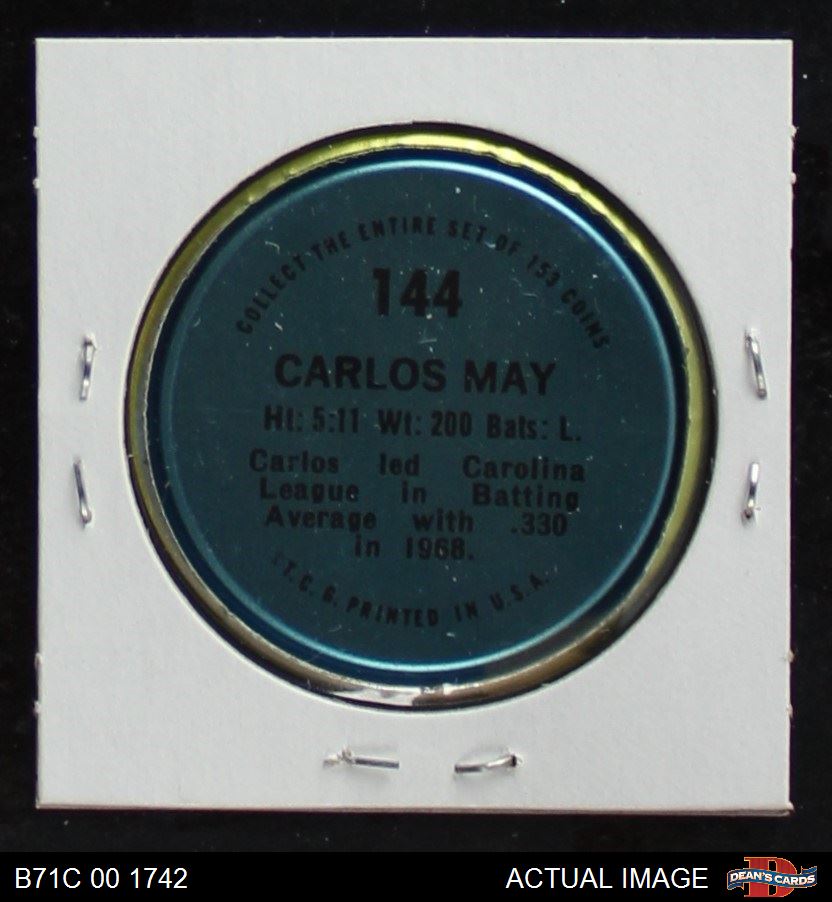 COLLECT THE ENTIRE SET OF 153 COINS
144
CARLOS MAY
Ht: 5:11 Wt: 200 Bats: L.
Carlos led Carolina
League in Batting
Average with .330
in 1968.
T.C.G. PRINTED IN U.S.A.
B71C 00 1742
ACTUAL IMAGE
D
DEAN'S CARDS